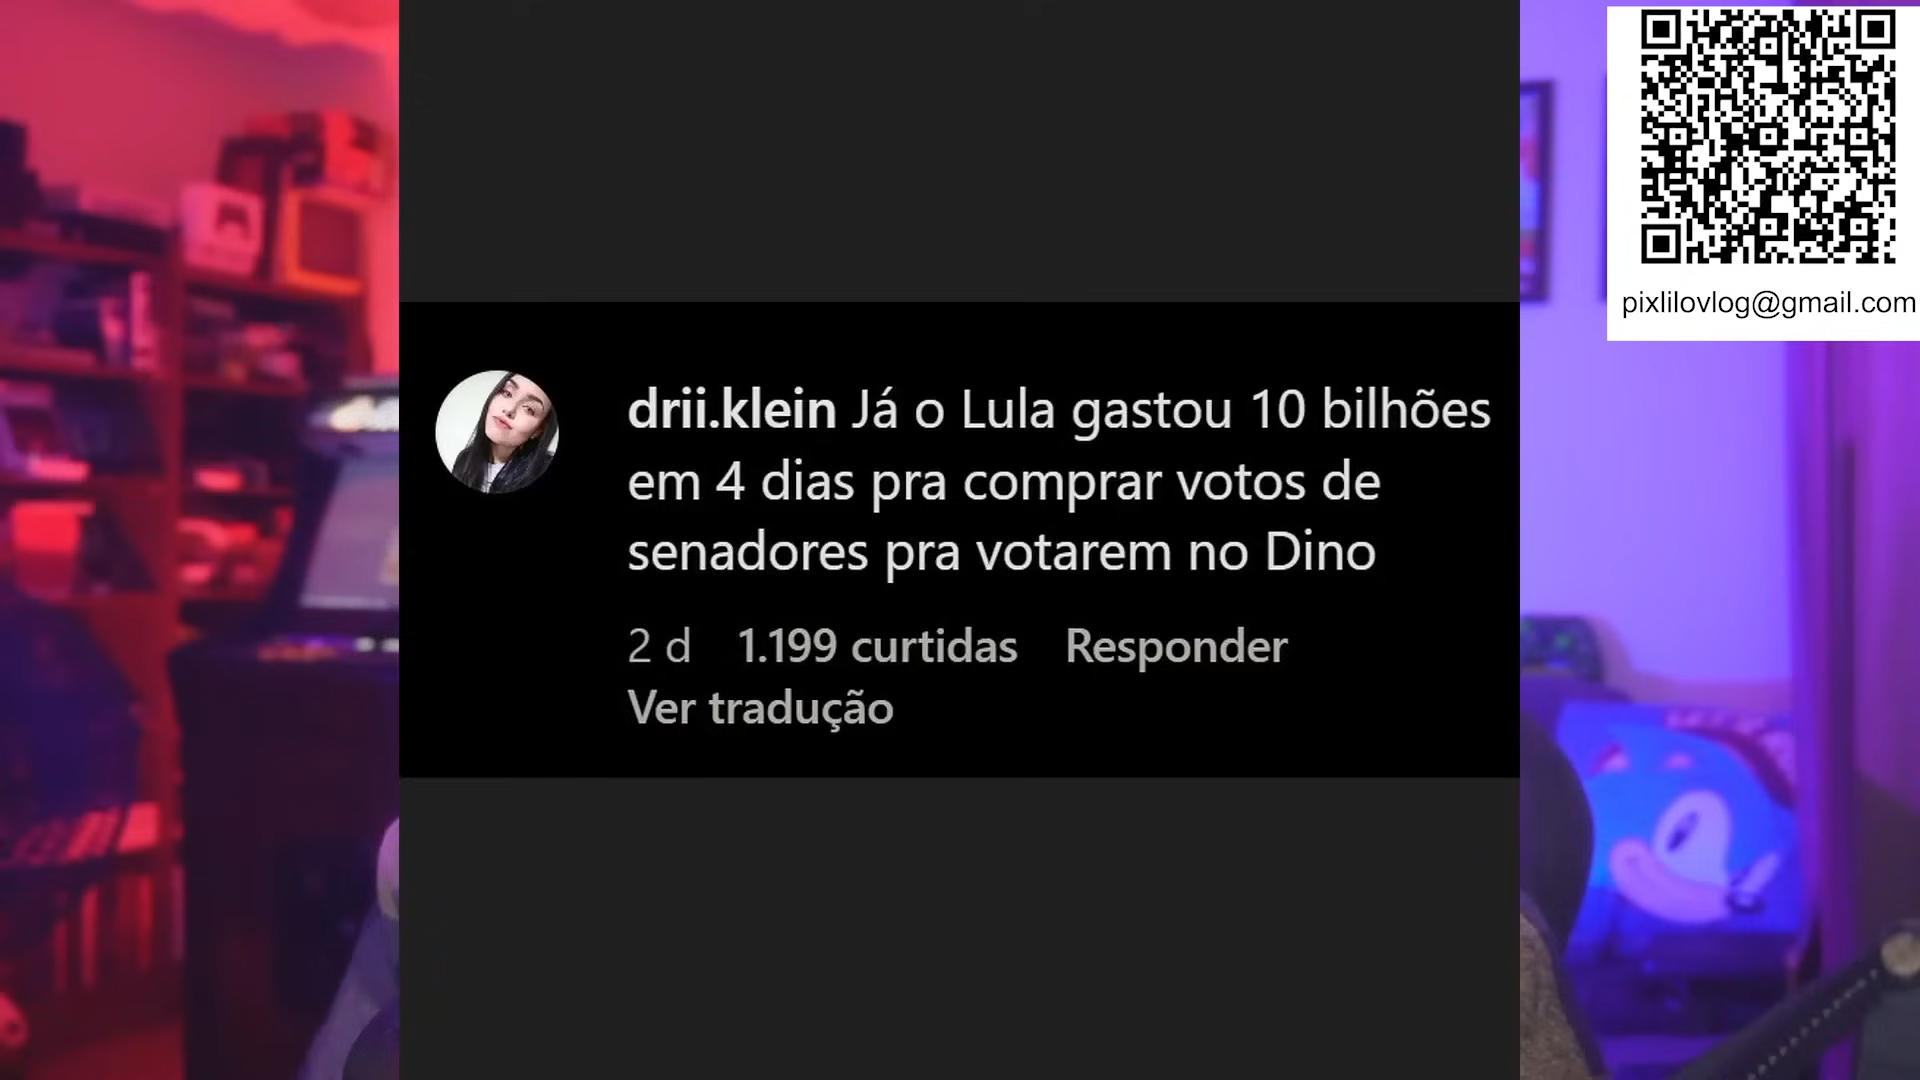 pixlilovlog@gmail.com
drii.klein Já o Lula gastou 10 bilhões
em 4 dias pra comprar votos de
senadores pra votarem no Dino
2 d 1.199 curtidas Responder
Ver tradução